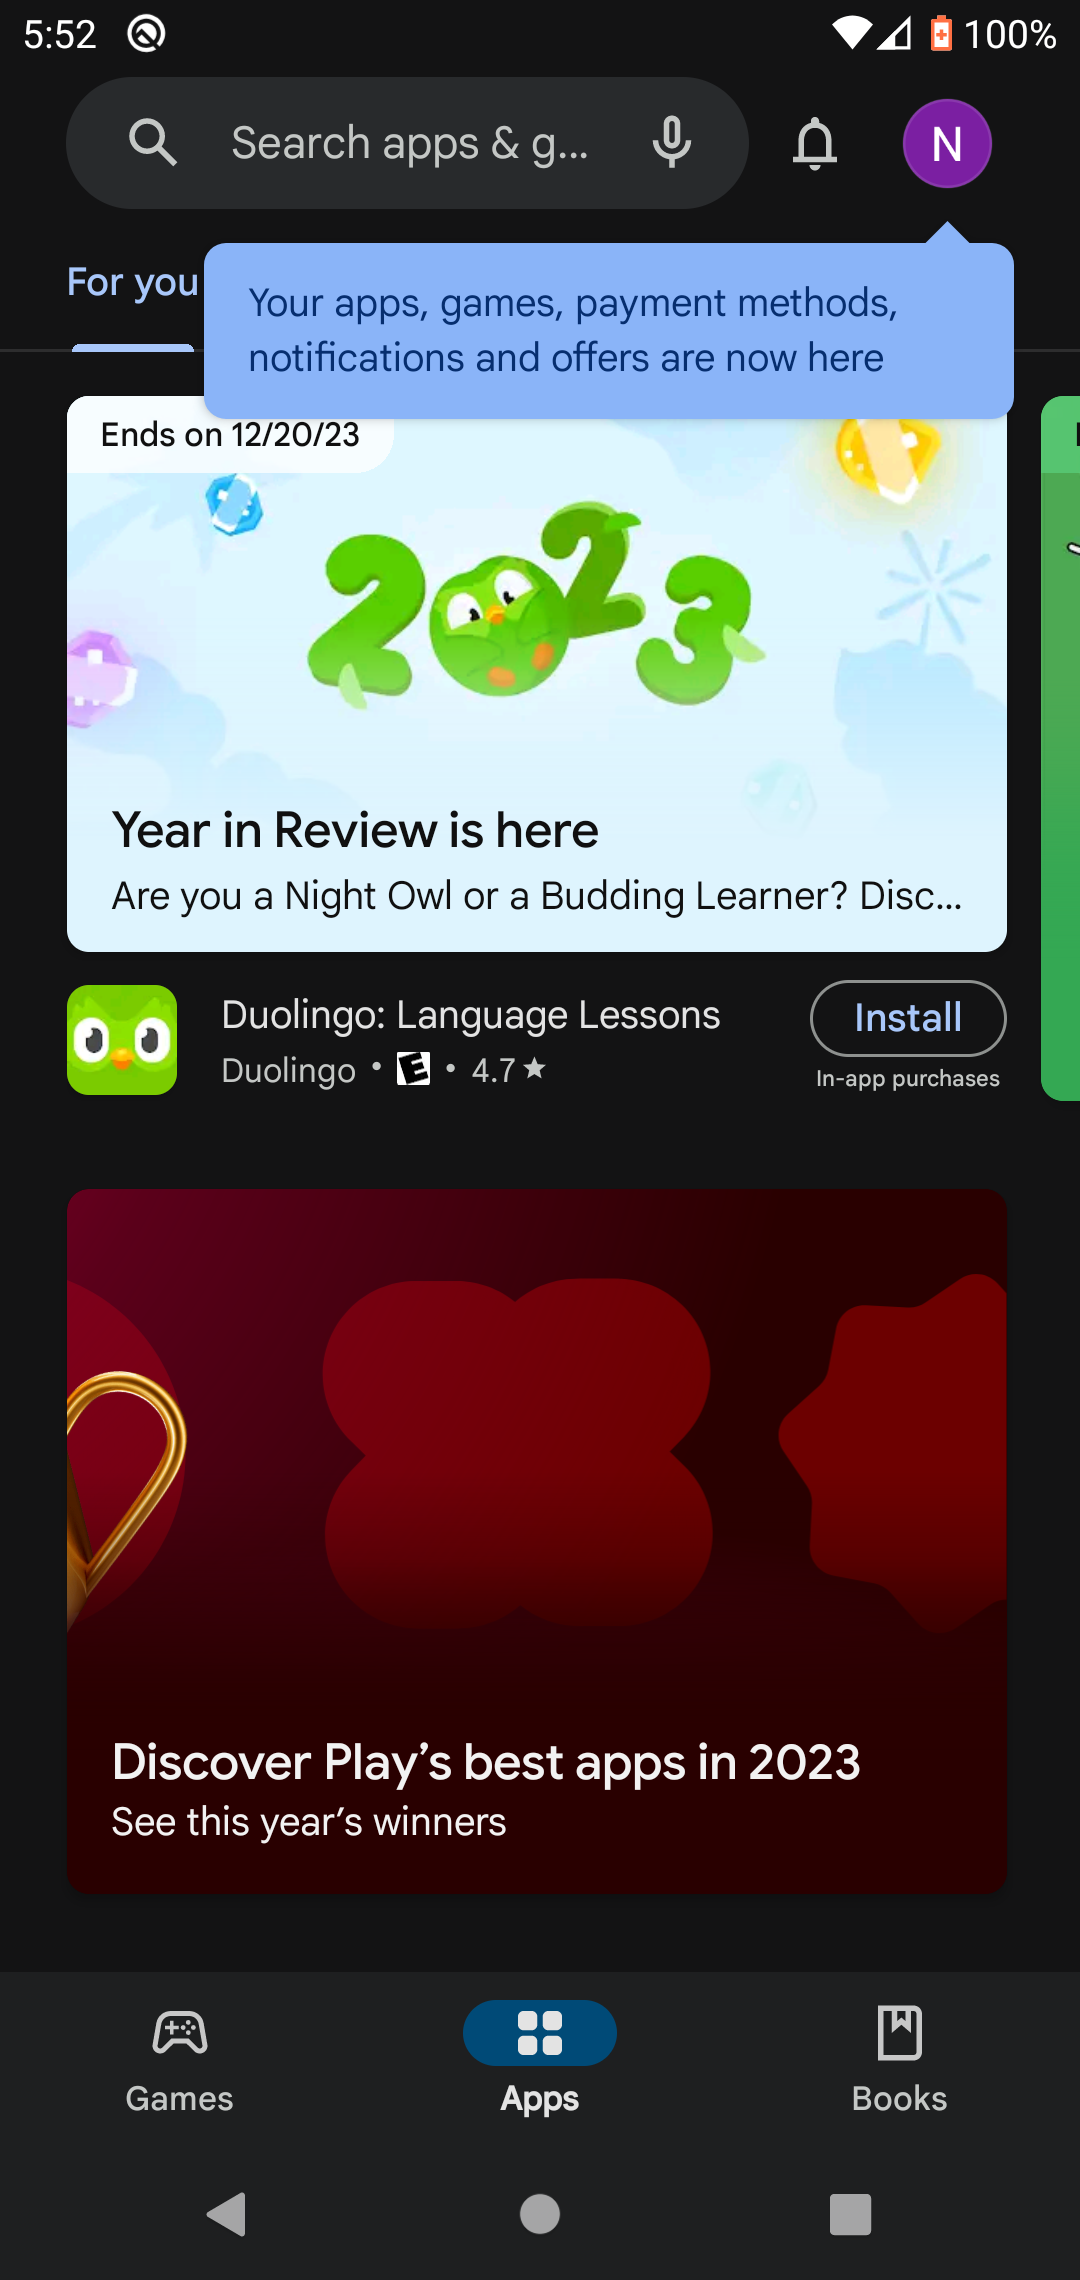 5:52
100%
Search apps & g...
N
For you
Your apps, games, payment methods,
notifications and offers are now here
Ends on 12/20/23
2023
Year in Review is here
Are you a Night Owl or a Budding Learner? Disc...
Duolingo: Language Lessons
Install
Duolingo • E • 4.7
In-app purchases
Discover Play’s best apps in 2023
See this year’s winners
Games
Apps
Books